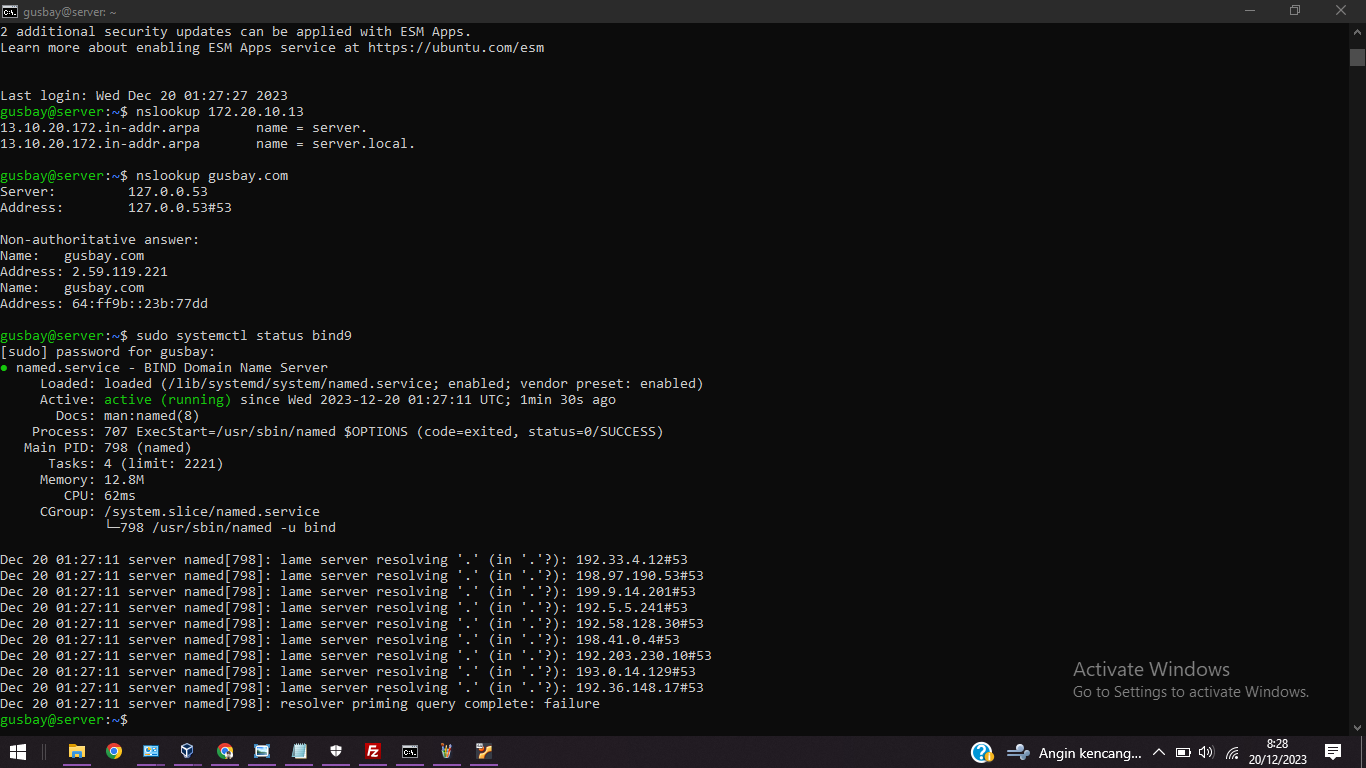 gusbay@server: ~
2 additional security updates can be applied with ESM Apps.
Learn more about enabling ESM Apps service at https://ubuntu.com/esm
Last login: Wed Dec 20 01:27:27 2023
gusbay@server:~$ nslookup 172.20.10.13
13.10.20.172.in-addr.arpa       name = server.
13.10.20.172.in-addr.arpa       name = server.local.
gusbay@server:~$ nslookup gusbay.com
Server:         127.0.0.53
Address:        127.0.0.53#53
Non-authoritative answer:
Name:   gusbay.com
Address: 2.59.119.221
Name:   gusbay.com
Address: 64:ff9b::23b:77dd
gusbay@server:~$ sudo systemctl status bind9
[sudo] password for gusbay:
● named.service - BIND Domain Name Server
     Loaded: loaded (/lib/systemd/system/named.service; enabled; vendor preset: enabled)
     Active: active (running) since Wed 2023-12-20 01:27:11 UTC; 1min 30s ago
       Docs: man:named(8)
    Process: 707 ExecStart=/usr/sbin/named $OPTIONS (code=exited, status=0/SUCCESS)
   Main PID: 798 (named)
      Tasks: 4 (limit: 2221)
     Memory: 12.8M
        CPU: 62ms
     CGroup: /system.slice/named.service
             └─798 /usr/sbin/named -u bind
Dec 20 01:27:11 server named[798]: lame server resolving '.' (in '.'?): 192.33.4.12#53
Dec 20 01:27:11 server named[798]: lame server resolving '.' (in '.'?): 198.97.190.53#53
Dec 20 01:27:11 server named[798]: lame server resolving '.' (in '.'?): 199.9.14.201#53
Dec 20 01:27:11 server named[798]: lame server resolving '.' (in '.'?): 192.5.5.241#53
Dec 20 01:27:11 server named[798]: lame server resolving '.' (in '.'?): 192.58.128.30#53
Dec 20 01:27:11 server named[798]: lame server resolving '.' (in '.'?): 198.41.0.4#53
Dec 20 01:27:11 server named[798]: lame server resolving '.' (in '.'?): 192.203.230.10#53
Dec 20 01:27:11 server named[798]: lame server resolving '.' (in '.'?): 193.0.14.129#53
Dec 20 01:27:11 server named[798]: lame server resolving '.' (in '.'?): 192.36.148.17#53
Dec 20 01:27:11 server named[798]: resolver priming query complete: failure
gusbay@server:~$
Activate Windows
Go to Settings to activate Windows.
Angin kencang...
8:28
20/12/2023